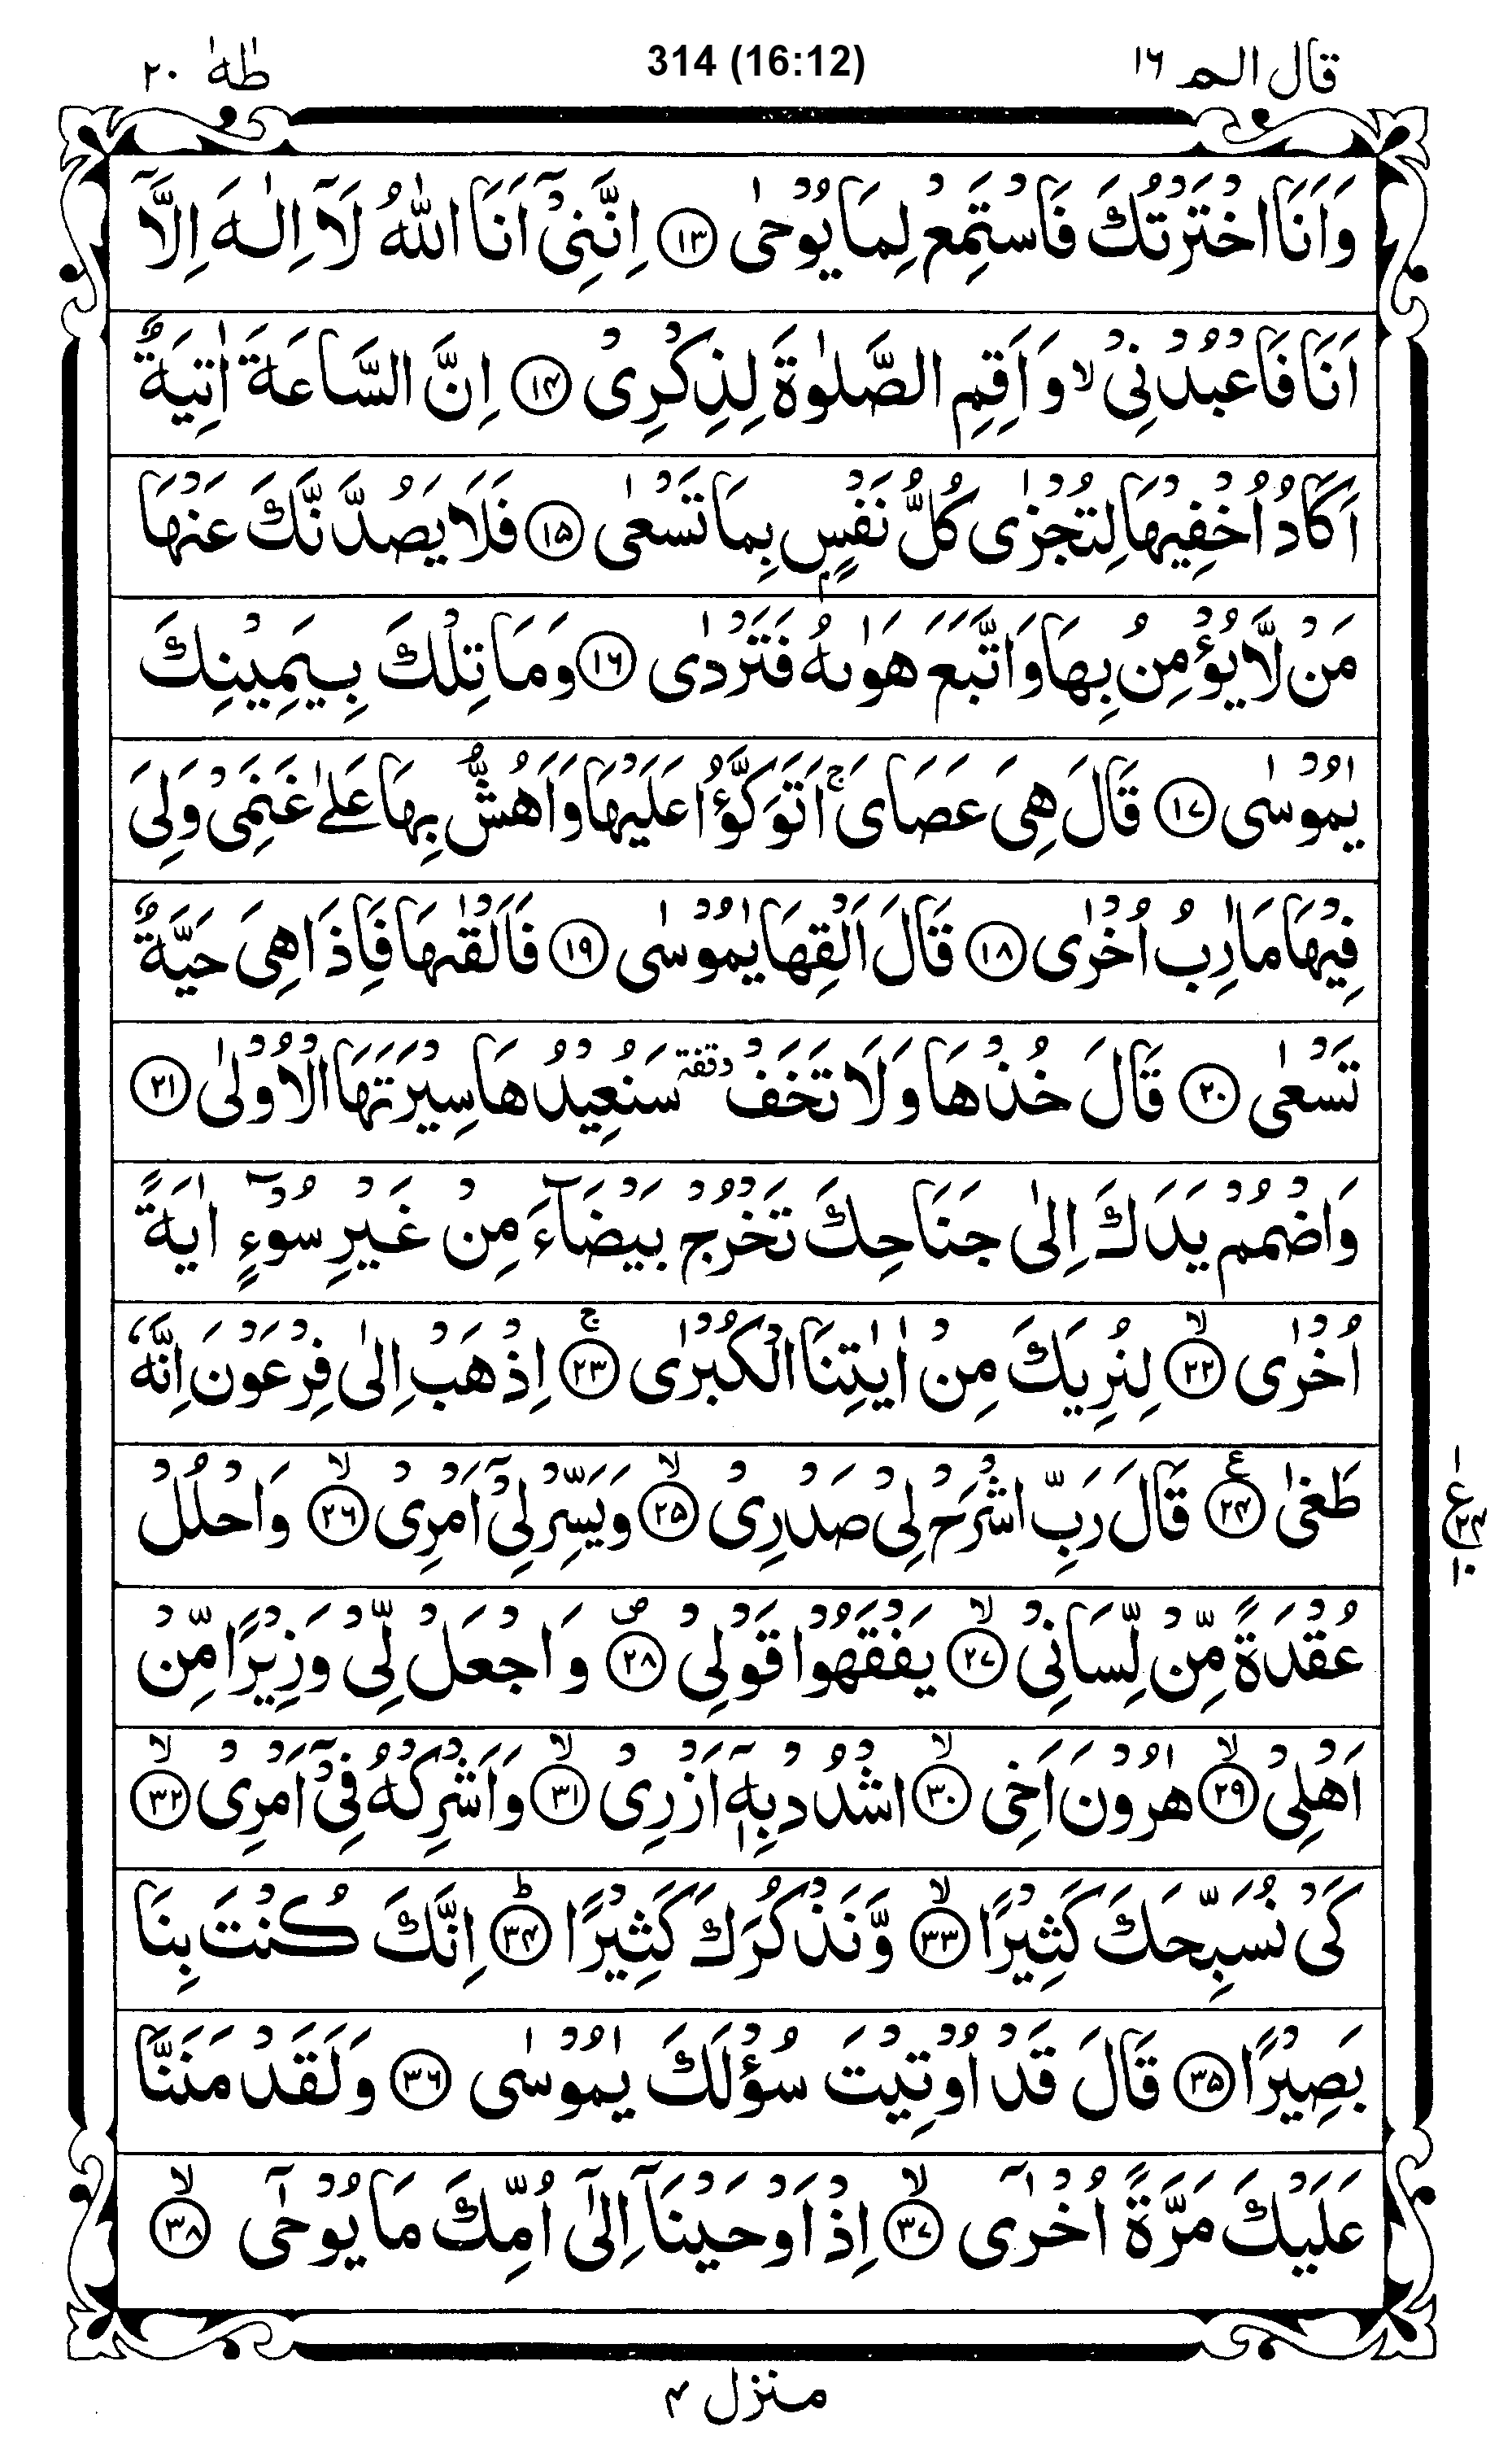 طٰهٰ ٢٠ 314 (16:12) قال الم ١٦
وَاَنَا اخْتَرْتُكَ فَاسْتَمِعْ لِمَا يُوْحٰى ﴿١٣﴾ اِنَّنِيْٓ اَنَا اللّٰهُ لَآ اِلٰهَ اِلَّآ
اَنَا فَاعْبُدْنِيْ ۙ وَاَقِمِ الصَّلٰوةَ لِذِكْرِيْ ﴿١٤﴾ اِنَّ السَّاعَةَ اٰتِيَةٌ
اَكَادُ اُخْفِيْهَا لِتُجْزٰى كُلُّ نَفْسٍۭ بِمَا تَسْعٰى ﴿١٥﴾ فَلَا يَصُدَّنَّكَ عَنْهَا
مَنْ لَّا يُؤْمِنُ بِهَا وَاتَّبَعَ هَوٰىهُ فَتَرْدٰى ﴿١٦﴾ وَمَا تِلْكَ بِيَمِيْنِكَ
يٰمُوْسٰى ﴿١٧﴾ قَالَ هِيَ عَصَايَ ۚ اَتَوَكَّؤُا عَلَيْهَا وَاَهُشُّ بِهَا عَلٰى غَنَمِيْ وَلِيَ
فِيْهَا مَاٰرِبُ اُخْرٰى ﴿١٨﴾ قَالَ اَلْقِهَا يٰمُوْسٰى ﴿١٩﴾ فَاَلْقٰىهَا فَاِذَا هِيَ حَيَّةٌ
تَسْعٰى ﴿٢٠﴾ قَالَ خُذْهَا وَلَا تَخَفْ وقفة سَنُعِيْدُهَا سِيْرَتَهَا الْاُوْلٰى ﴿٢١﴾
وَاضْمُمْ يَدَكَ اِلٰى جَنَاحِكَ تَخْرُجْ بَيْضَآءَ مِنْ غَيْرِ سُوْٓءٍ اٰيَةً
اُخْرٰى ﴿٢٢﴾ۙ لِنُرِيَكَ مِنْ اٰيٰتِنَا الْكُبْرٰى ﴿٢٣﴾ۚ اِذْهَبْ اِلٰى فِرْعَوْنَ اِنَّهٗ
طَغٰى ﴿٢٤﴾ ع قَالَ رَبِّ اشْرَحْ لِيْ صَدْرِيْ ﴿٢٥﴾ۙ وَيَسِّرْ لِيْٓ اَمْرِيْ ﴿٢٦﴾ۙ وَاحْلُلْ
١ ع ٢٤ ١٠
عُقْدَةً مِّنْ لِّسَانِيْ ﴿٢٧﴾ۙ يَفْقَهُوْا قَوْلِيْ ﴿٢٨﴾ ص وَاجْعَلْ لِّيْ وَزِيْرًا مِّنْ
اَهْلِيْ ﴿٢٩﴾ۙ هٰرُوْنَ اَخِي ﴿٣٠﴾ۙ اشْدُدْ بِهٖٓ اَزْرِيْ ﴿٣١﴾ۙ وَاَشْرِكْهُ فِيْٓ اَمْرِيْ ﴿٣٢﴾ۙ
كَيْ نُسَبِّحَكَ كَثِيْرًا ﴿٣٣﴾ۙ وَّنَذْكُرَكَ كَثِيْرًا ﴿٣٤﴾ؕ اِنَّكَ كُنْتَ بِنَا
بَصِيْرًا ﴿٣٥﴾ قَالَ قَدْ اُوْتِيْتَ سُؤْلَكَ يٰمُوْسٰى ﴿٣٦﴾ وَلَقَدْ مَنَنَّا
عَلَيْكَ مَرَّةً اُخْرٰٓى ﴿٣٧﴾ۙ اِذْ اَوْحَيْنَآ اِلٰٓى اُمِّكَ مَا يُوْحٰٓى ﴿٣٨﴾ۙ
منزل ٤